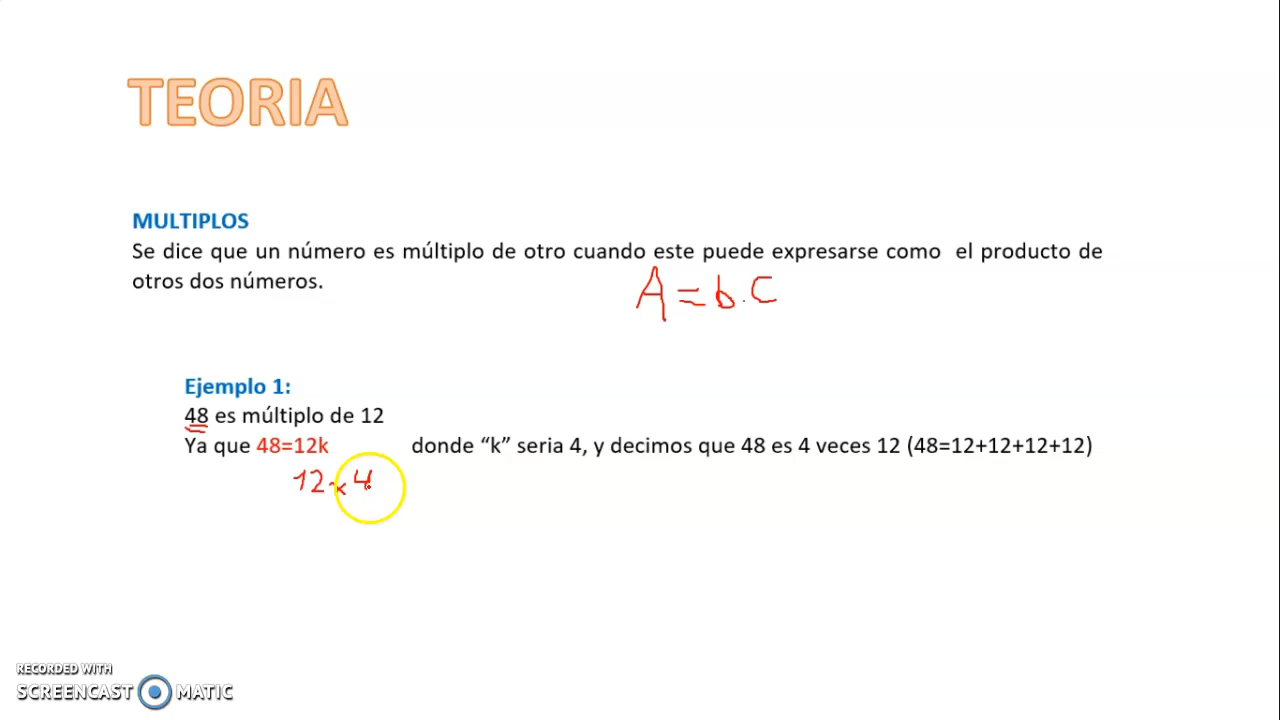 TEORIA
MULTIPLOS
Se dice que un número es múltiplo de otro cuando este puede expresarse como el producto de
otros dos números.
A=b.C
Ejemplo 1:
48 es múltiplo de 12
Ya que 48=12k donde “k” seria 4, y decimos que 48 es 4 veces 12 (48=12+12+12+12)
12x4
RECORDED WITH
SCREENCAST MATIC